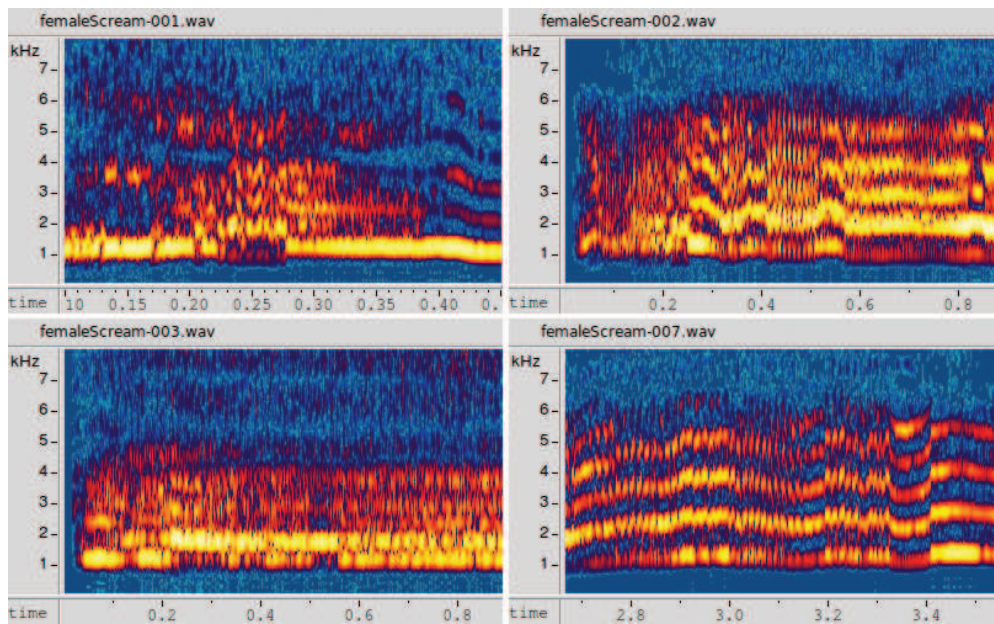 femaleScream-001.wav
kHz
7
6
5
4
3
2
1
time
10 0.15 0.20 0.25 0.30 0.35 0.40 0.
femaleScream-002.wav
kHz
7
6
5
4
3
2
1
time
0.2 0.4 0.6 0.8
femaleScream-003.wav
kHz
7
6
5
4
3
2
1
time
0.2 0.4 0.6 0.8
femaleScream-007.wav
kHz
7
6
5
4
3
2
1
time
2.8 3.0 3.2 3.4